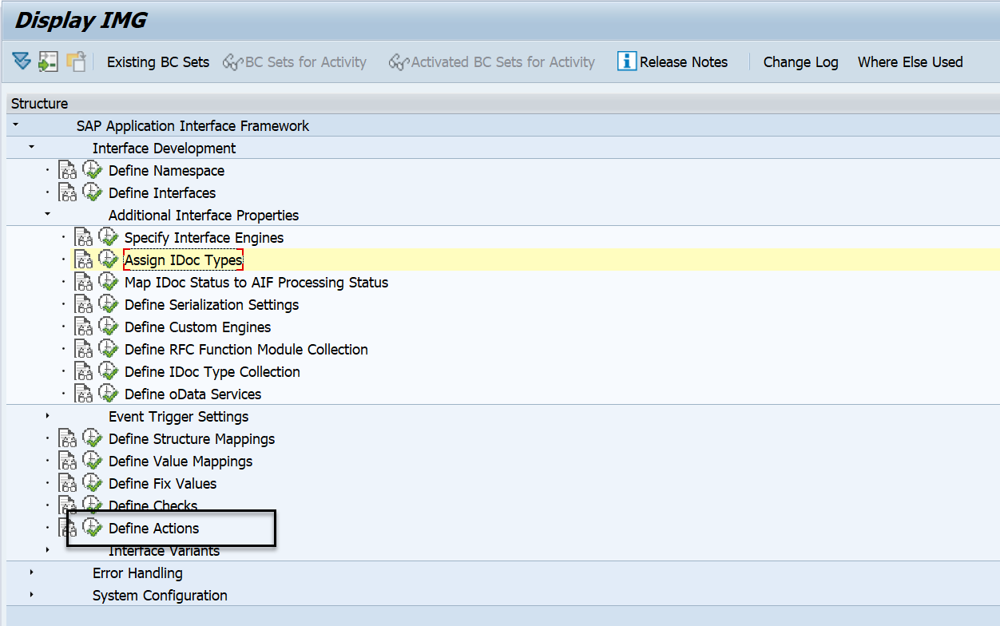 Display IMG
Existing BC Sets BC Sets for Activity Activated BC Sets for Activity Release Notes Change Log Where Else Used
Structure
SAP Application Interface Framework
Interface Development
Define Namespace
Define Interfaces
Additional Interface Properties
Specify Interface Engines
Assign IDoc Types
Map IDoc Status to AIF Processing Status
Define Serialization Settings
Define Custom Engines
Define RFC Function Module Collection
Define IDoc Type Collection
Define oData Services
Event Trigger Settings
Define Structure Mappings
Define Value Mappings
Define Fix Values
Define Checks
Define Actions
Interface Variants
Error Handling
System Configuration